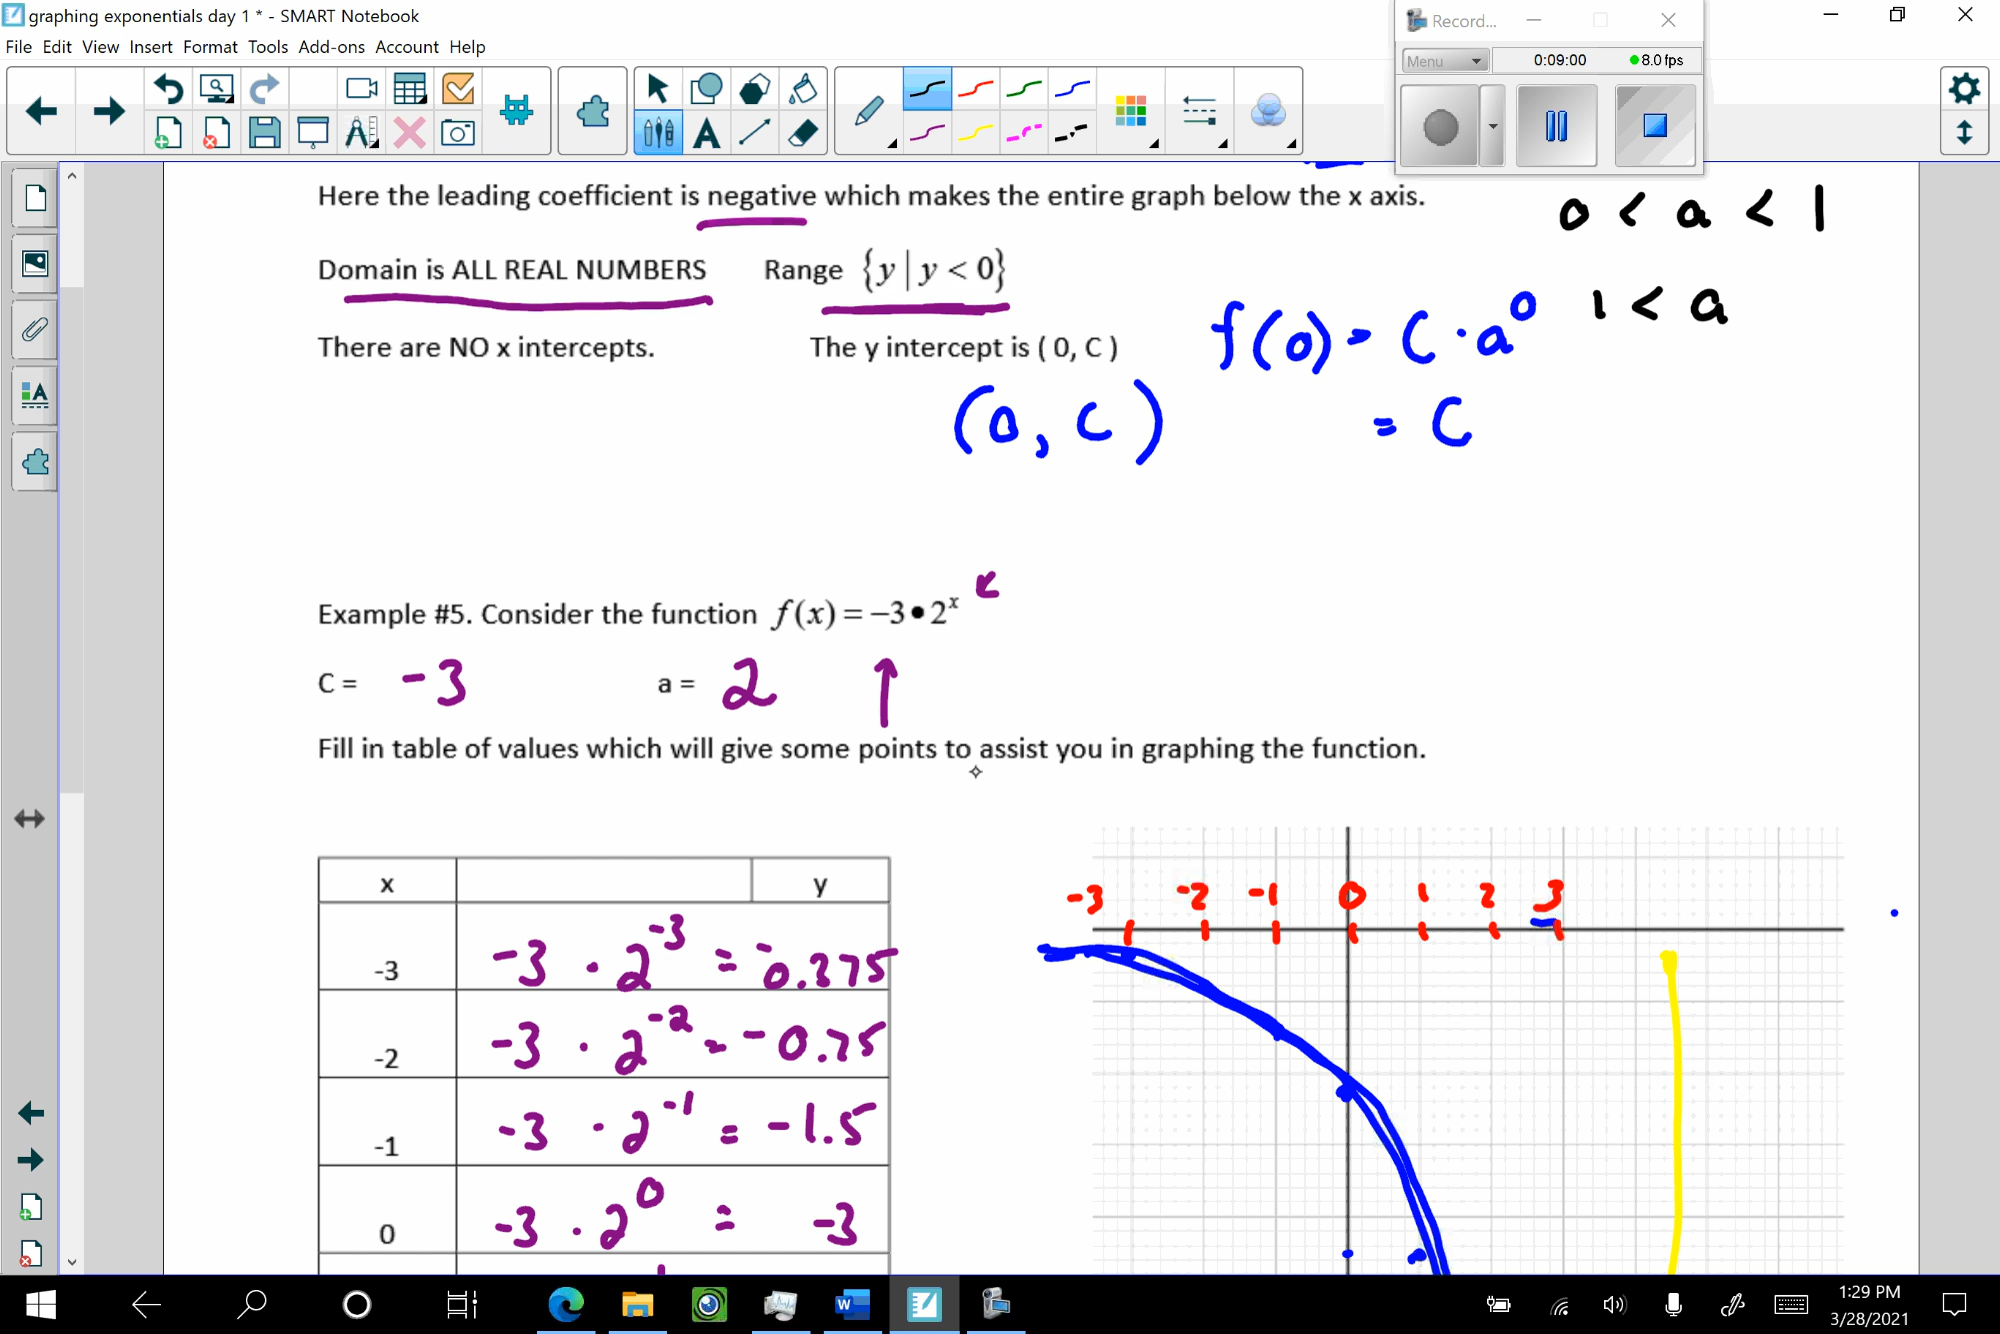 graphing exponentials day 1 * - SMART Notebook
File Edit View Insert Format Tools Add-ons Account Help
Record...
Menu 0:09:00 8.0 fps
Here the leading coefficient is negative which makes the entire graph below the x axis.
0 < a < 1
Domain is ALL REAL NUMBERS Range {y | y < 0}
1 < a
There are NO x intercepts. The y intercept is ( 0, C )
f(0) = C · a^0
(0, C) = C
Example #5. Consider the function f(x) = −3 • 2^x
C = -3 a = 2
Fill in table of values which will give some points to assist you in graphing the function.
x y
-3 -3 · 2^-3 = -0.375
-2 -3 · 2^-2 = -0.75
-1 -3 · 2^-1 = -1.5
0 -3 · 2^0 = -3
-3 -2 -1 0 1 2 3
1:29 PM
3/28/2021